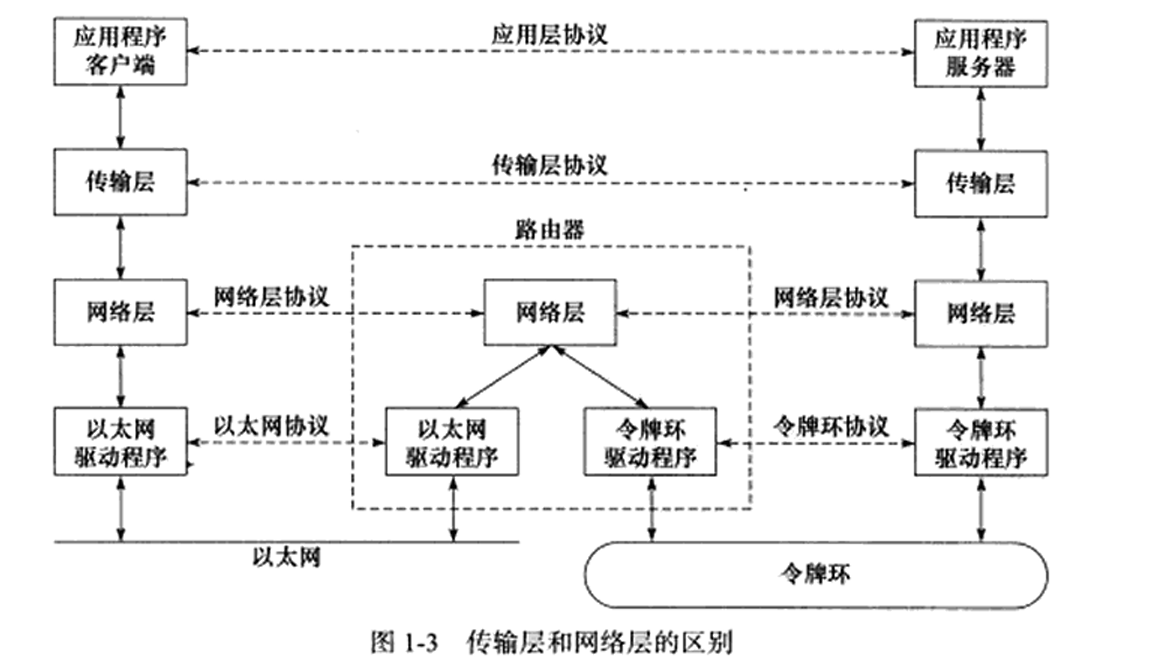 应用程序
客户端
应用层协议
应用程序
服务器
传输层
传输层协议
传输层
路由器
网络层
网络层协议
网络层
网络层协议
网络层
以太网
驱动程序
以太网协议
以太网
驱动程序
令牌环
驱动程序
令牌环协议
令牌环
驱动程序
以太网
令牌环
图 1-3 传输层和网络层的区别